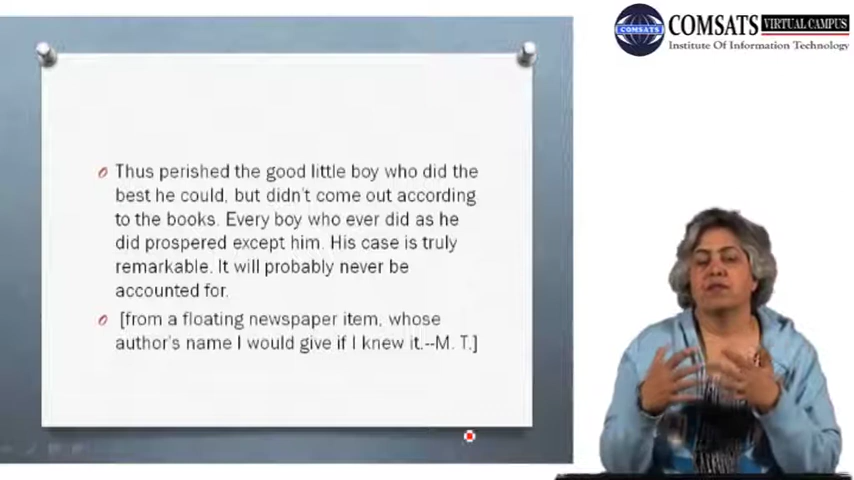 COMSATS VIRTUAL CAMPUS
COMSATS
Institute Of Information Technology
Thus perished the good little boy who did the
best he could, but didn't come out according
to the books. Every boy who ever did as he
did prospered except him. His case is truly
remarkable. It will probably never be
accounted for.
[from a floating newspaper item, whose
author's name I would give if I knew it.--M. T.]